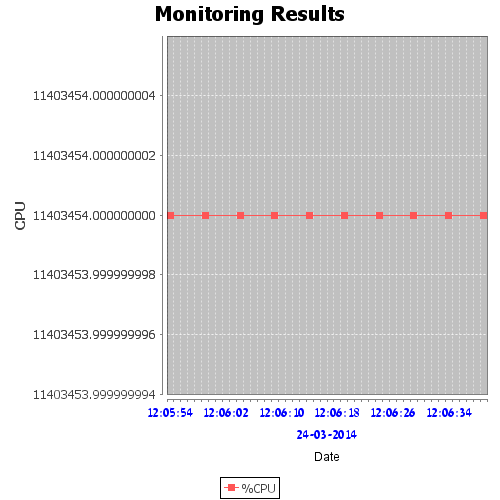 Monitoring Results
11403454.000000004
11403454.000000002
11403454.000000000
11403453.999999998
11403453.999999996
11403453.999999994
CPU
12:05:54 12:06:02 12:06:10 12:06:18 12:06:26 12:06:34
24-03-2014
Date
%CPU